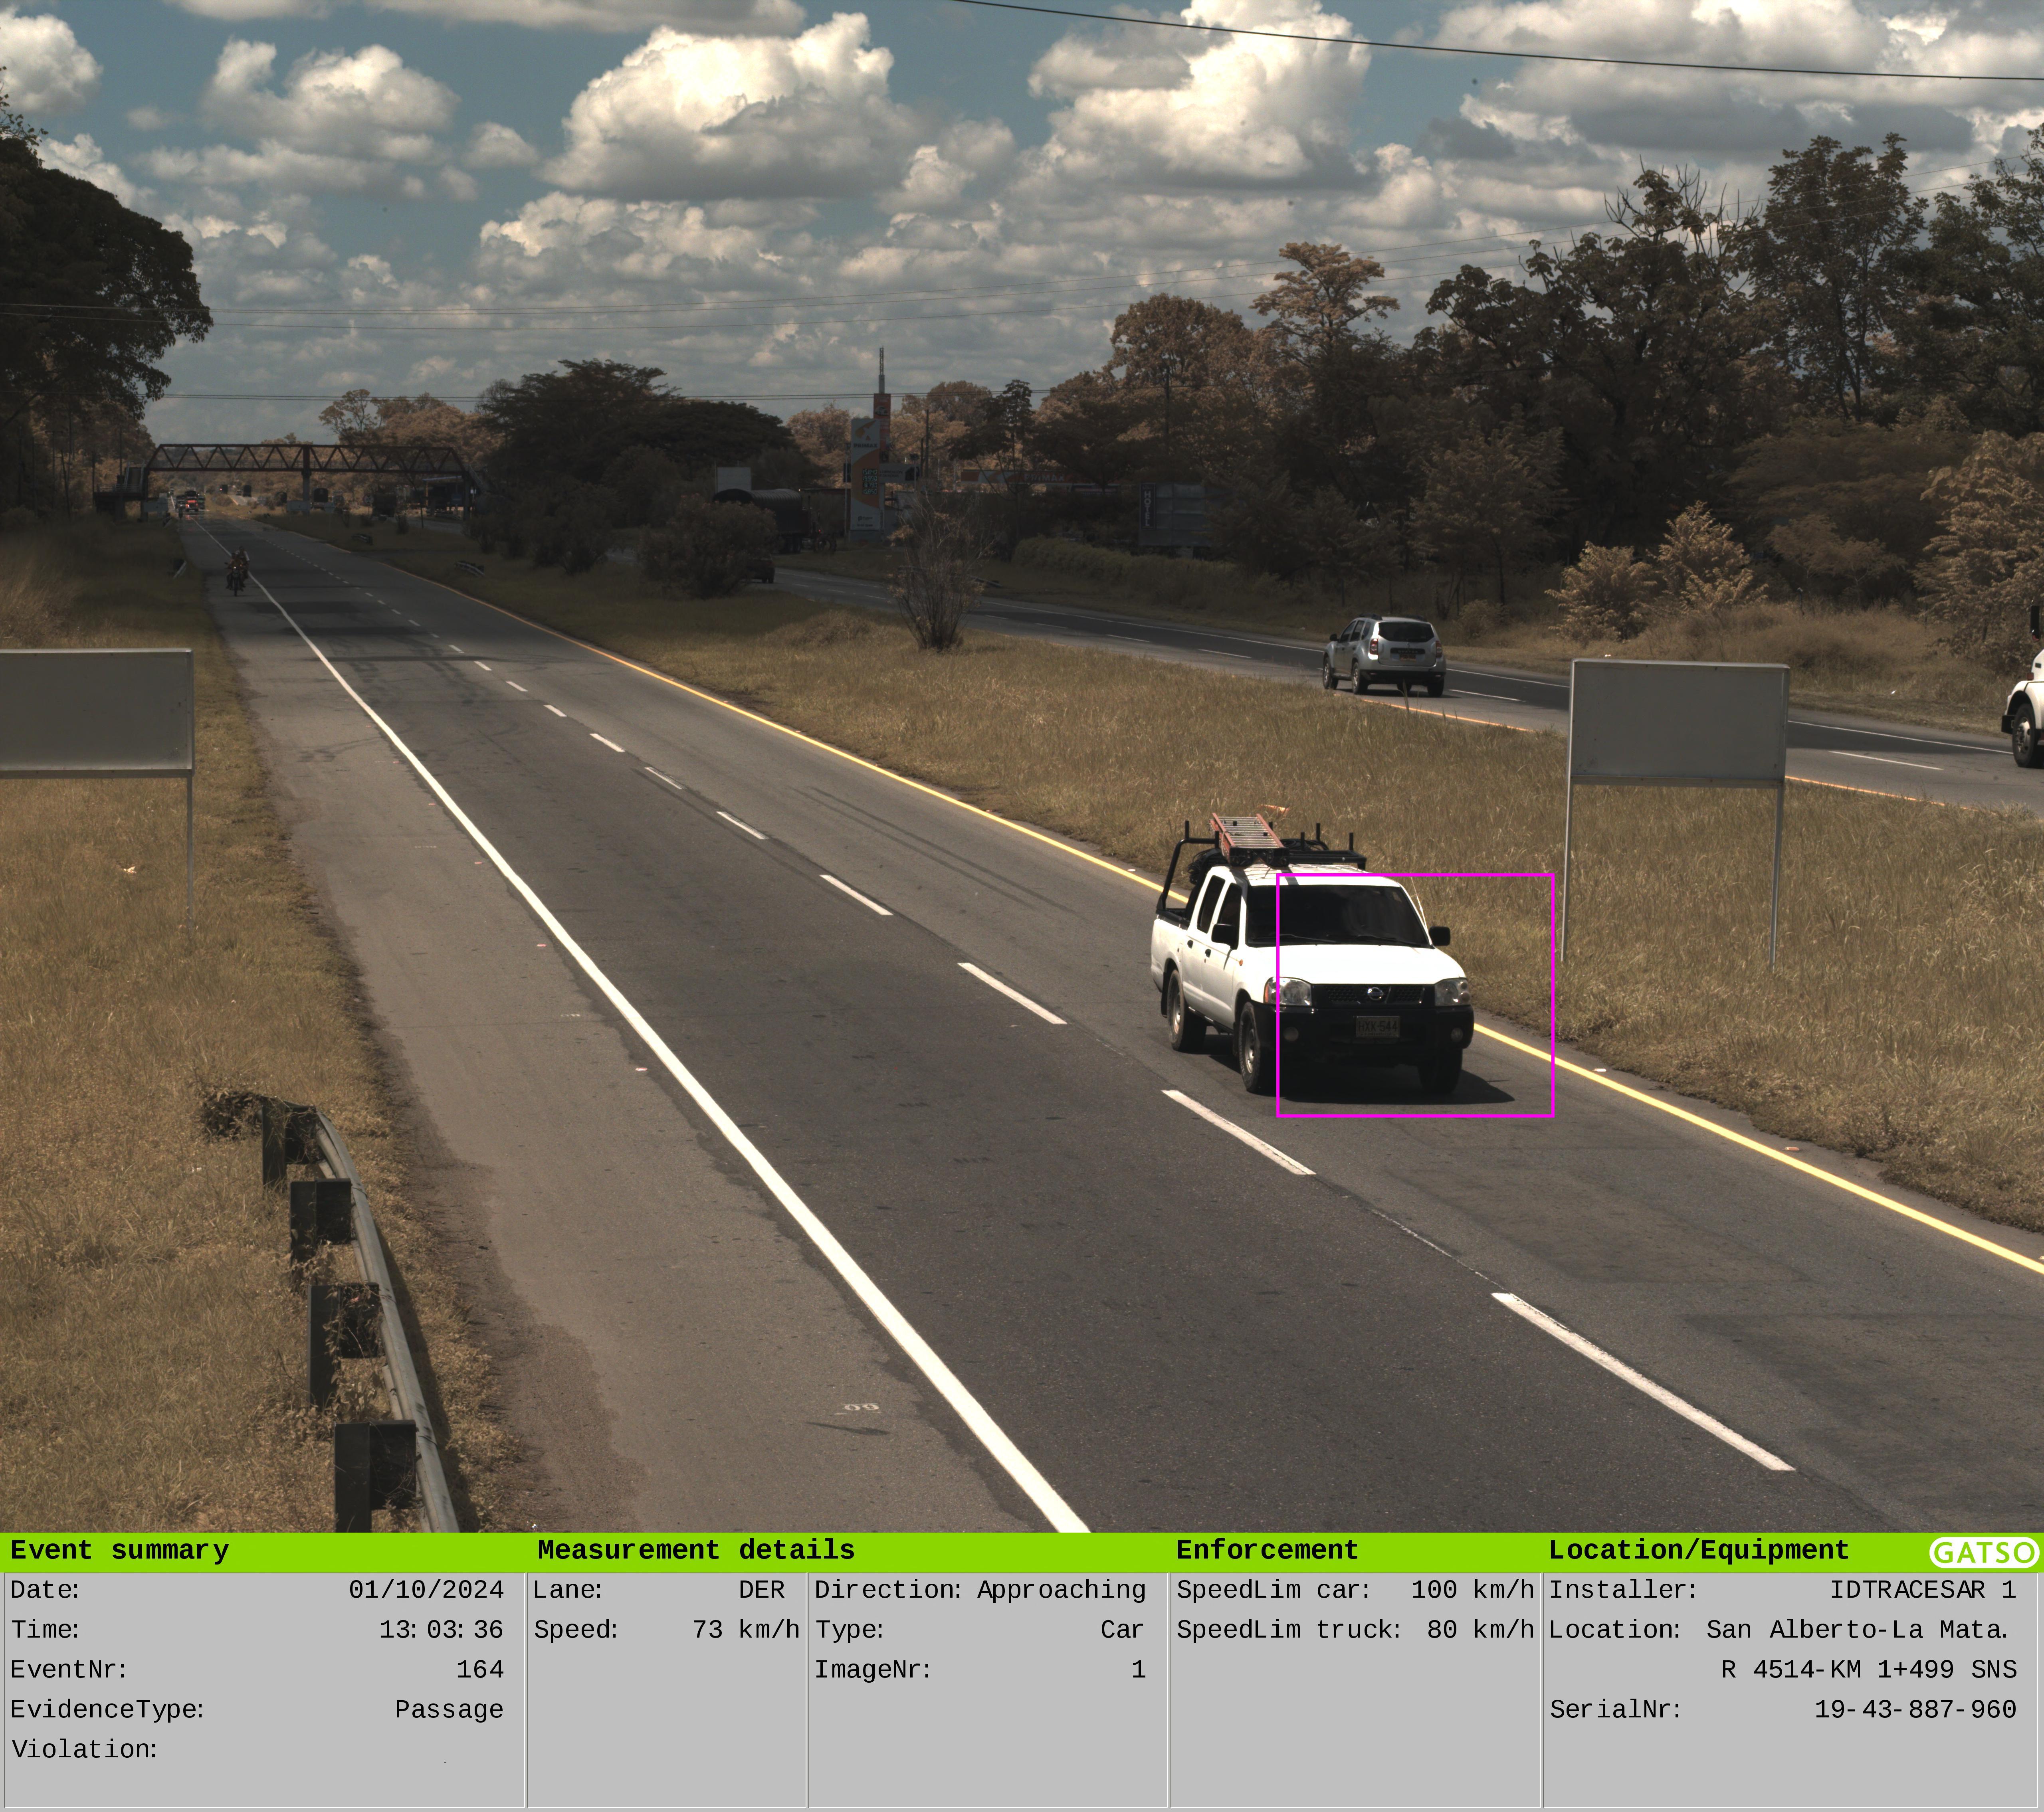 HOTEL
HXK-544
Event summary
Date: 01/10/2024
Time: 13:03:36
EventNr: 164
EvidenceType: Passage
Violation:
Measurement details
Lane: DER
Speed: 73 km/h
Direction: Approaching
Type: Car
ImageNr: 1
Enforcement
SpeedLim car: 100 km/h
SpeedLim truck: 80 km/h
Location/Equipment
GATSO
Installer: IDTRACESAR 1
Location: San Alberto-La Mata.
R 4514-KM 1+499 SNS
SerialNr: 19-43-887-960